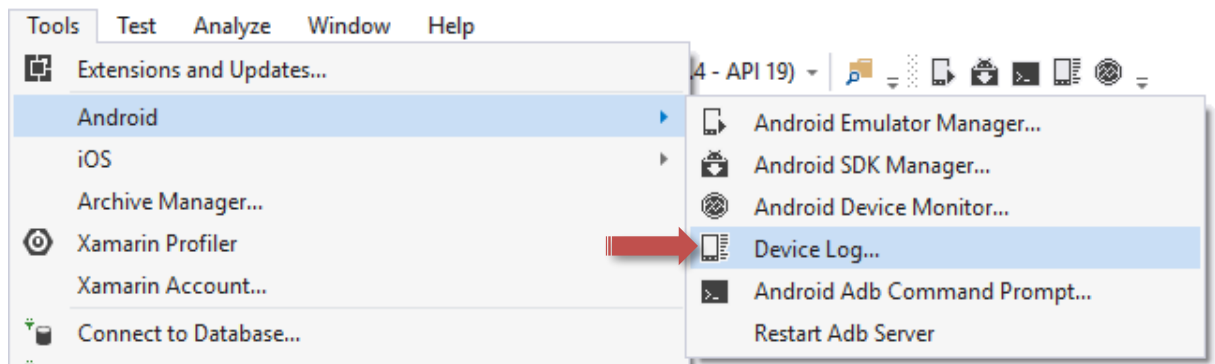 Tools Test Analyze Window Help
Extensions and Updates...
.4 - API 19)
Android
Android Emulator Manager...
iOS
Android SDK Manager...
Archive Manager...
Android Device Monitor...
Xamarin Profiler
Device Log...
Xamarin Account...
Android Adb Command Prompt...
Connect to Database...
Restart Adb Server